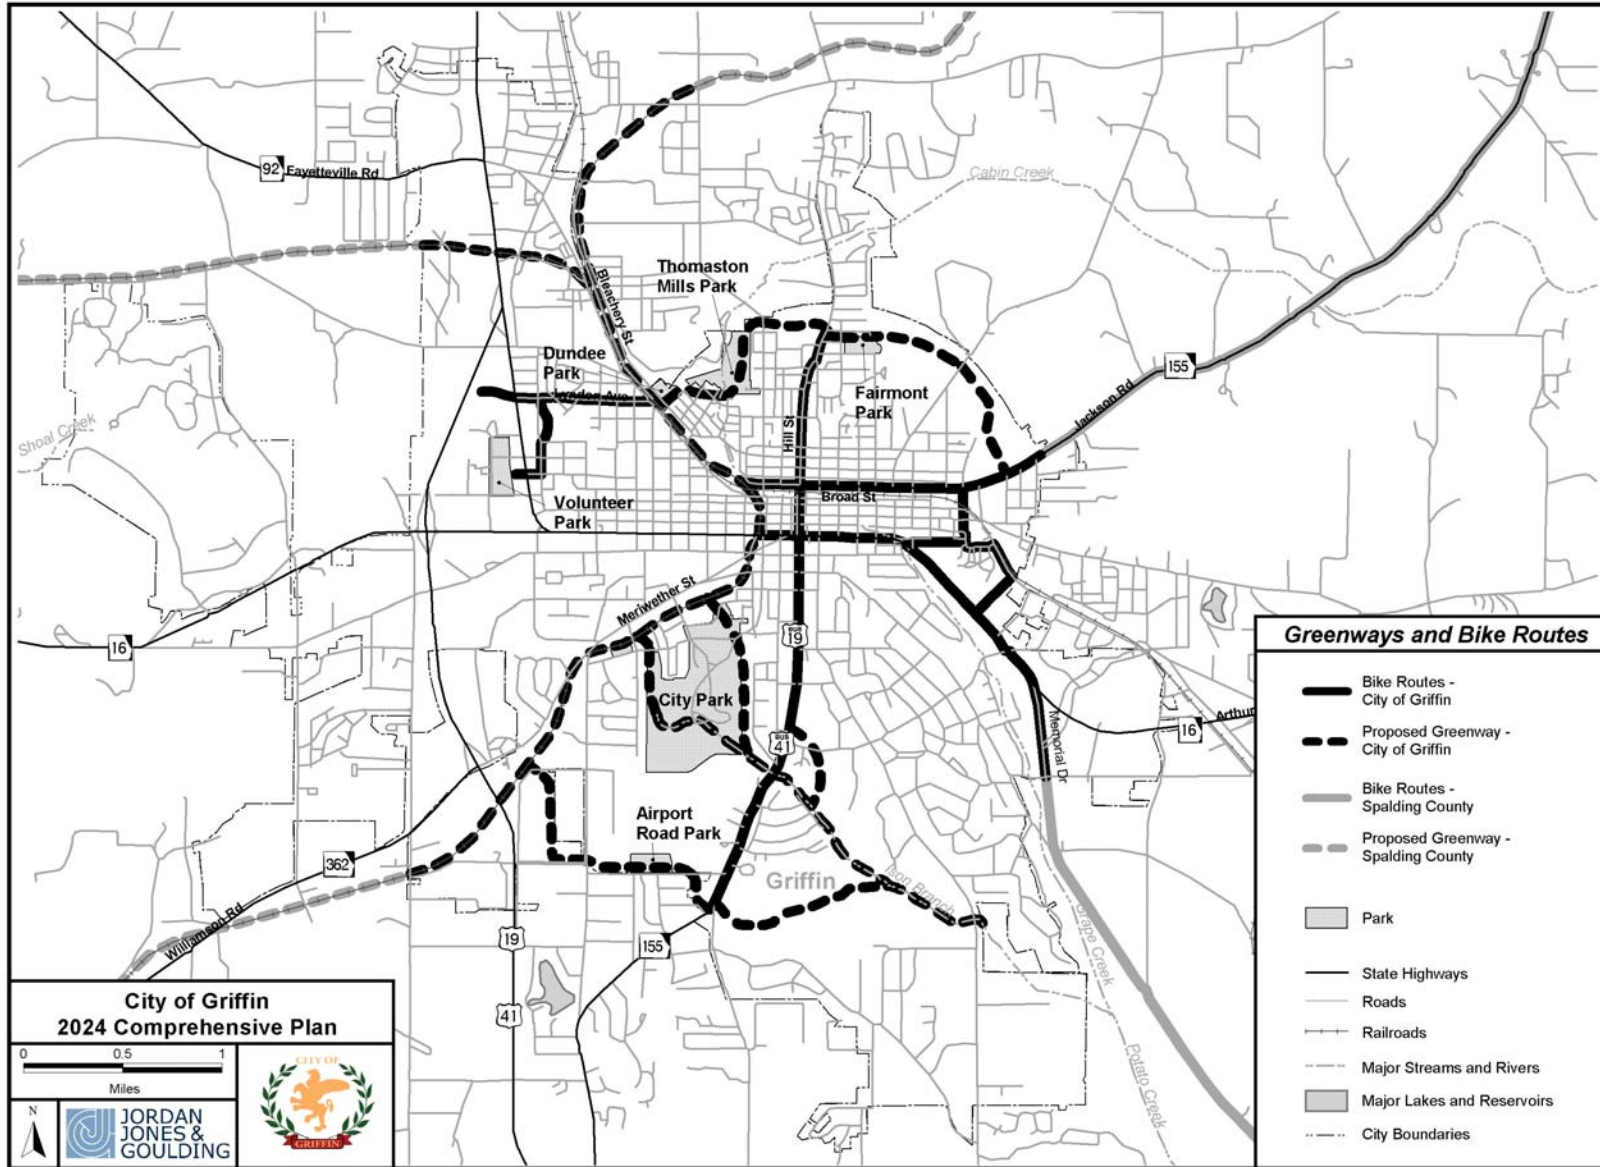 92
Fayetteville Rd
Cabin Creek
Thomaston
Mills Park
Bleachery St
Dundee
Park
155
Lyndon Ave
Fairmont
Park
Jackson Rd
Shoal Creek
Hill St
Broad St
Volunteer
Park
Meriwether St
16
BUS
19
City Park
BUS
41
Memorial Dr
16
Arthur
Airport
Road Park
362
Griffin
Ison Branch
Williamson Rd
19
155
Grape Creek
41
Potato Creek
Greenways and Bike Routes
Bike Routes -
City of Griffin
Proposed Greenway -
City of Griffin
Bike Routes -
Spalding County
Proposed Greenway -
Spalding County
Park
State Highways
Roads
Railroads
Major Streams and Rivers
Major Lakes and Reservoirs
City Boundaries
City of Griffin
2024 Comprehensive Plan
0 0.5 1
Miles
N
JORDAN
JONES &
GOULDING
CITY OF
GRIFFIN